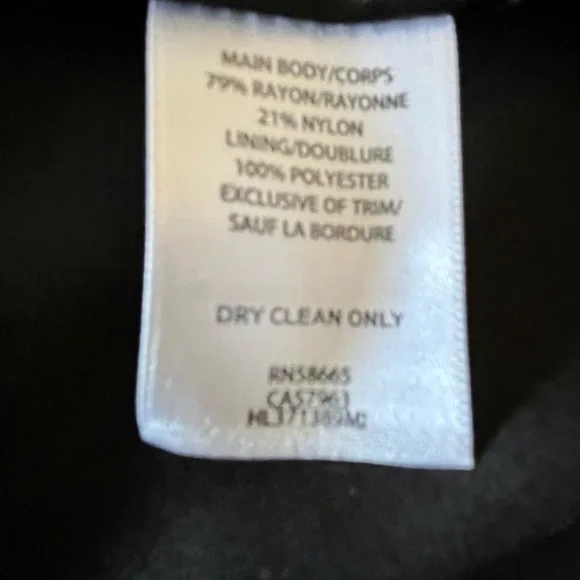 MAIN BODY/CORPS
79% RAYON/RAYONNE
21% NYLON
LINING/DOUBLURE
100% POLYESTER
EXCLUSIVE OF TRIM/
SAUF LA BORDURE
DRY CLEAN ONLY
RN58665
CA57963